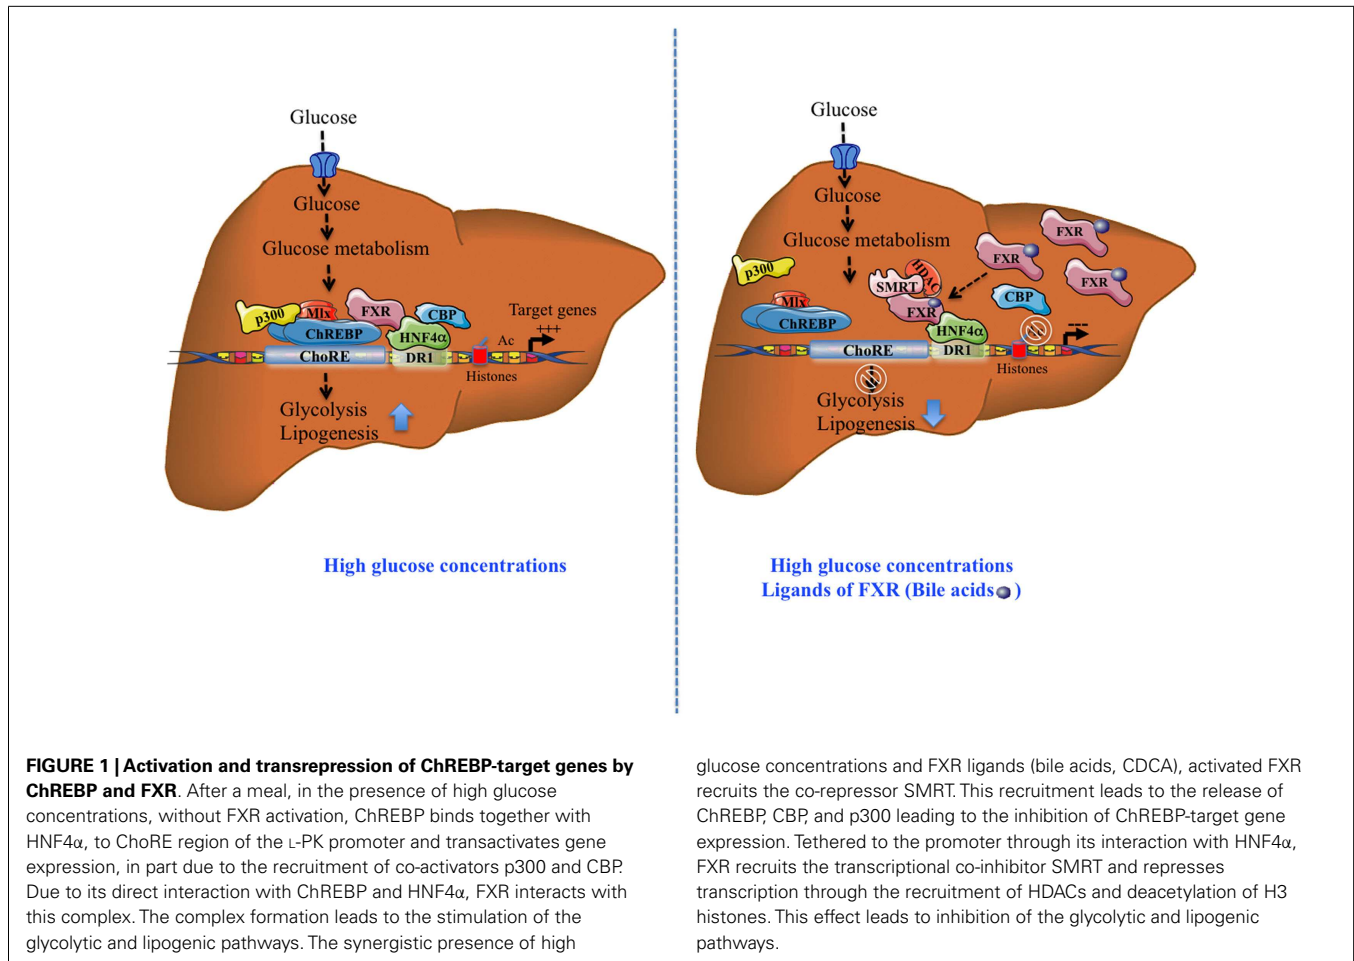 Glucose
Glucose
Glucose metabolism
p300
Mlx
FXR
CBP
ChREBP
HNF4α
Target genes
+++
Ac
ChoRE
DR1
Histones
Glycolysis
Lipogenesis
High glucose concentrations
Glucose
Glucose
Glucose metabolism
FXR
FXR
FXR
p300
HDAC
SMRT
CBP
Mlx
FXR
ChREBP
HNF4α
---
ChoRE
DR1
Histones
Glycolysis
Lipogenesis
High glucose concentrations
Ligands of FXR (Bile acids )
FIGURE 1 | Activation and transrepression of ChREBP-target genes by
ChREBP and FXR. After a meal, in the presence of high glucose
concentrations, without FXR activation, ChREBP binds together with
HNF4α, to ChoRE region of the L-PK promoter and transactivates gene
expression, in part due to the recruitment of co-activators p300 and CBP.
Due to its direct interaction with ChREBP and HNF4α, FXR interacts with
this complex. The complex formation leads to the stimulation of the
glycolytic and lipogenic pathways. The synergistic presence of high
glucose concentrations and FXR ligands (bile acids, CDCA), activated FXR
recruits the co-repressor SMRT. This recruitment leads to the release of
ChREBP, CBP, and p300 leading to the inhibition of ChREBP-target gene
expression. Tethered to the promoter through its interaction with HNF4α,
FXR recruits the transcriptional co-inhibitor SMRT and represses
transcription through the recruitment of HDACs and deacetylation of H3
histones. This effect leads to inhibition of the glycolytic and lipogenic
pathways.